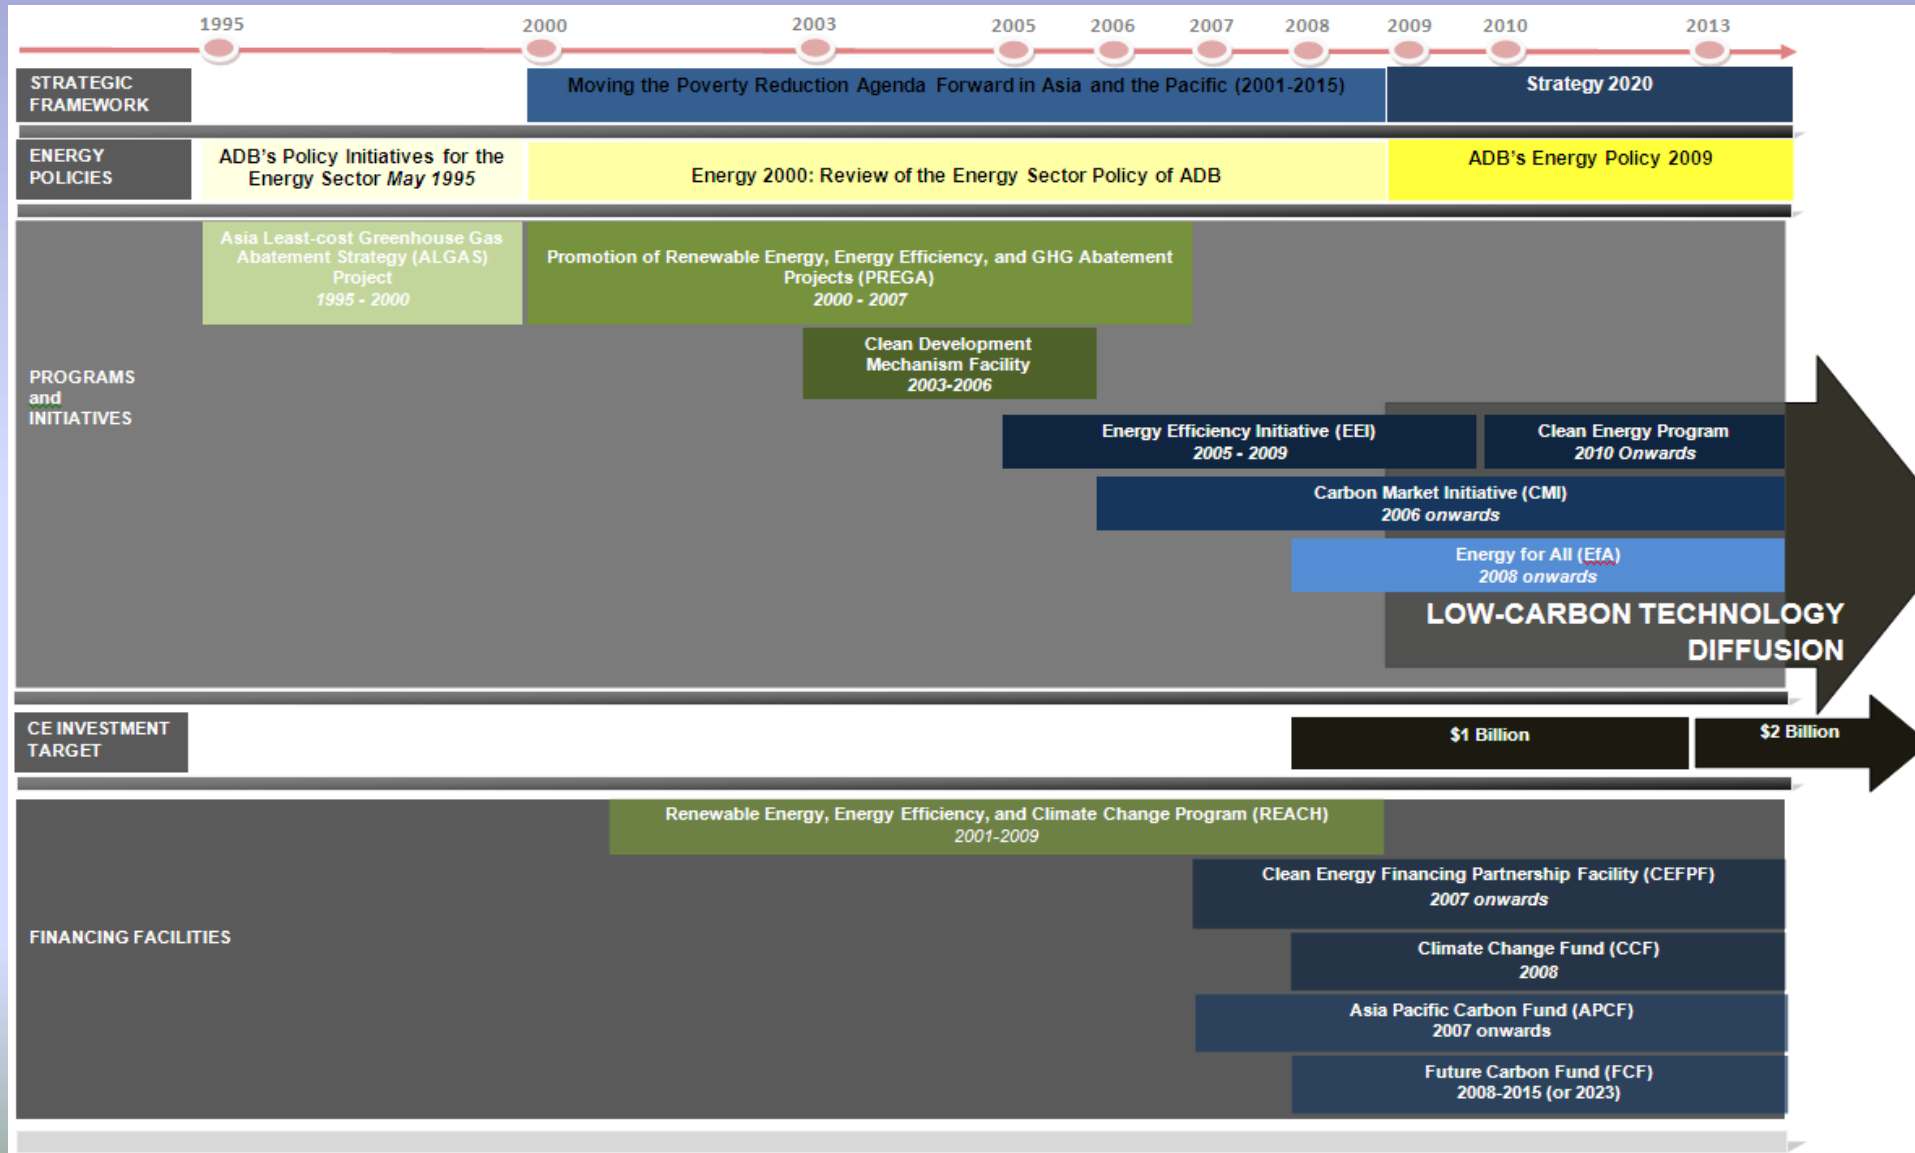 1995
2000
2003
2005
2006
2007
2008
2009
2010
2013
STRATEGIC
FRAMEWORK
Moving the Poverty Reduction Agenda Forward in Asia and the Pacific (2001-2015)
Strategy 2020
ENERGY
POLICIES
ADB's Policy Initiatives for the
Energy Sector May 1995
Energy 2000: Review of the Energy Sector Policy of ADB
ADB's Energy Policy 2009
PROGRAMS
and
INITIATIVES
Asia Least-cost Greenhouse Gas
Abatement Strategy (ALGAS)
Project
1995 - 2000
Promotion of Renewable Energy, Energy Efficiency, and GHG Abatement
Projects (PREGA)
2000 - 2007
Clean Development
Mechanism Facility
2003-2006
Energy Efficiency Initiative (EEI)
2005 - 2009
Clean Energy Program
2010 Onwards
Carbon Market Initiative (CMI)
2006 onwards
Energy for All (EfA)
2008 onwards
LOW-CARBON TECHNOLOGY
DIFFUSION
CE INVESTMENT
TARGET
$1 Billion
$2 Billion
FINANCING FACILITIES
Renewable Energy, Energy Efficiency, and Climate Change Program (REACH)
2001-2009
Clean Energy Financing Partnership Facility (CEFPF)
2007 onwards
Climate Change Fund (CCF)
2008
Asia Pacific Carbon Fund (APCF)
2007 onwards
Future Carbon Fund (FCF)
2008-2015 (or 2023)